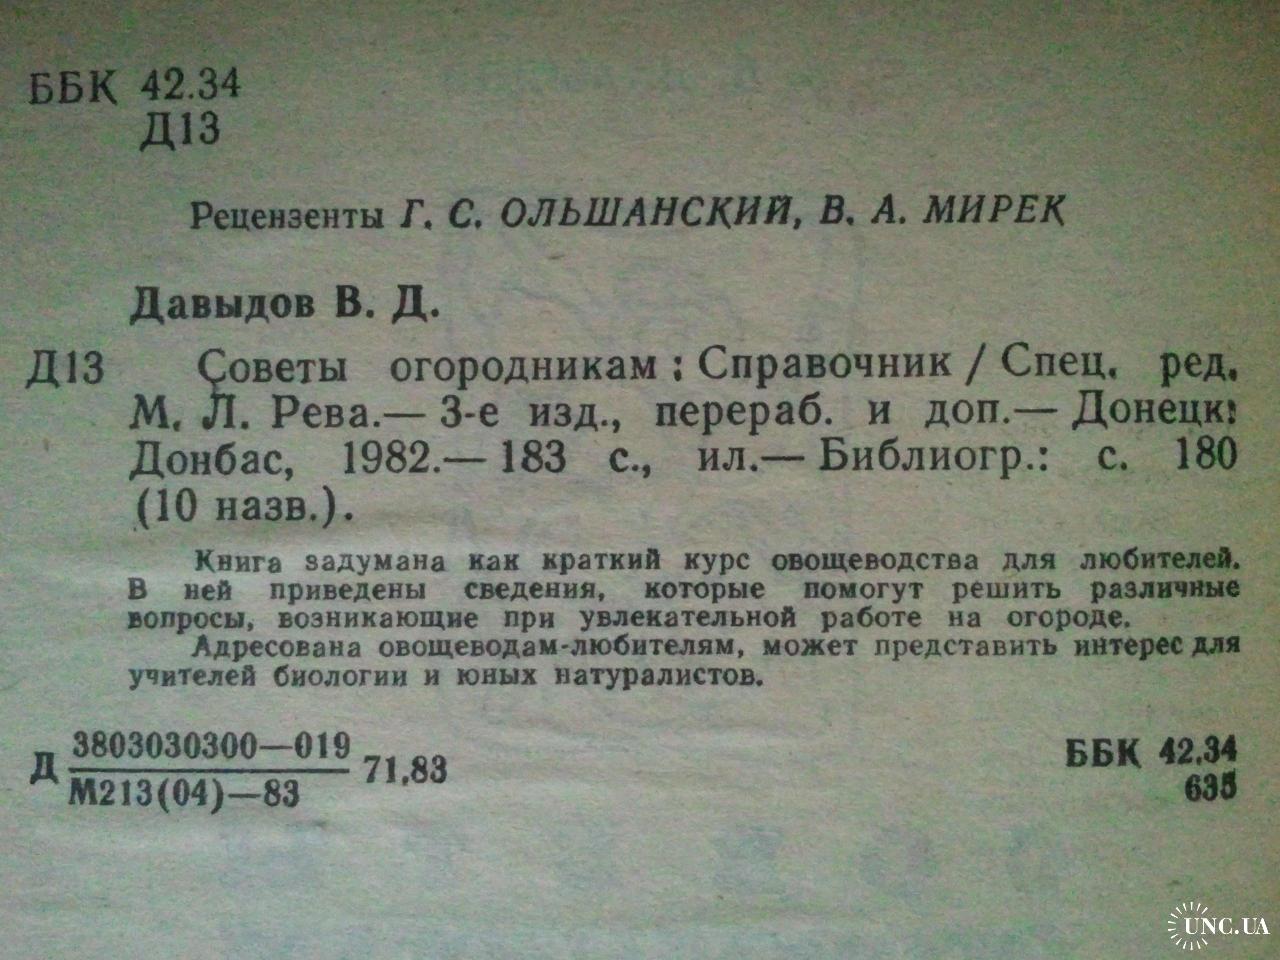 ББК 42.34
Д13
Рецензенты Г. С. ОЛЬШАНСКИЙ, В. А. МИРЕК
Давыдов В. Д.
Д13 Советы огородникам : Справочник / Спец. ред.
М. Л. Рева.— 3-е изд., перераб. и доп.— Донецк:
Донбас, 1982.— 183 с., ил.— Библиогр.: с. 180
(10 назв.).
Книга задумана как краткий курс овощеводства для любителей.
В ней приведены сведения, которые помогут решить различные
вопросы, возникающие при увлекательной работе на огороде.
Адресована овощеводам-любителям, может представить интерес для
учителей биологии и юных натуралистов.
Д 3803030300—019 71.83
М213(04)—83
ББК 42.34
635
UNC.UA